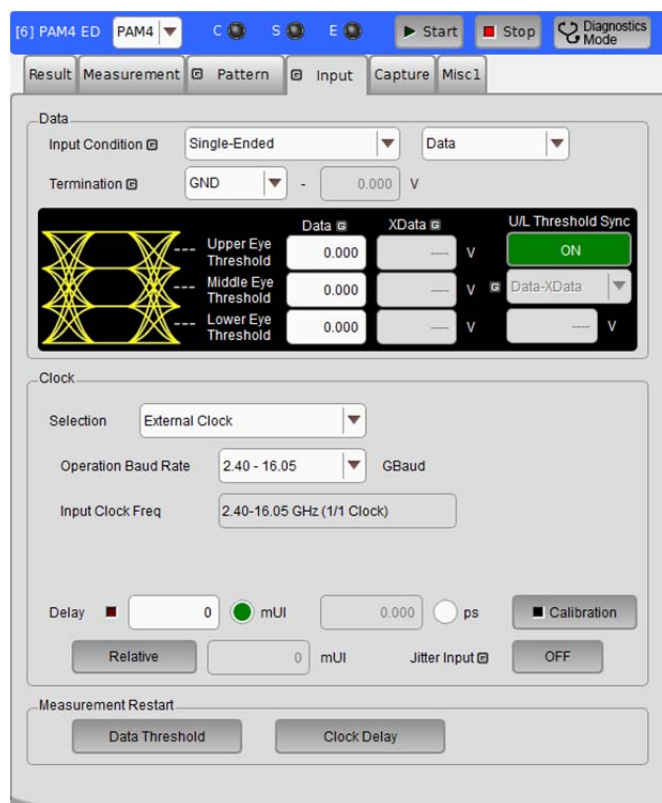 [6] PAM4 ED PAM4 C S E Start Stop Diagnostics Mode
Result Measurement G Pattern G Input Capture Misc1
Data
Input Condition G Single-Ended Data
Termination G GND - 0.000 V
Data G XData G U/L Threshold Sync
Upper Eye Threshold 0.000 ---- V ON
Middle Eye Threshold 0.000 ---- V G Data-XData
Lower Eye Threshold 0.000 ---- V ---- V
Clock
Selection External Clock
Operation Baud Rate 2.40 - 16.05 GBaud
Input Clock Freq 2.40-16.05 GHz (1/1 Clock)
Delay 0 mUI 0.000 ps Calibration
Relative 0 mUI Jitter Input G OFF
Measurement Restart
Data Threshold Clock Delay